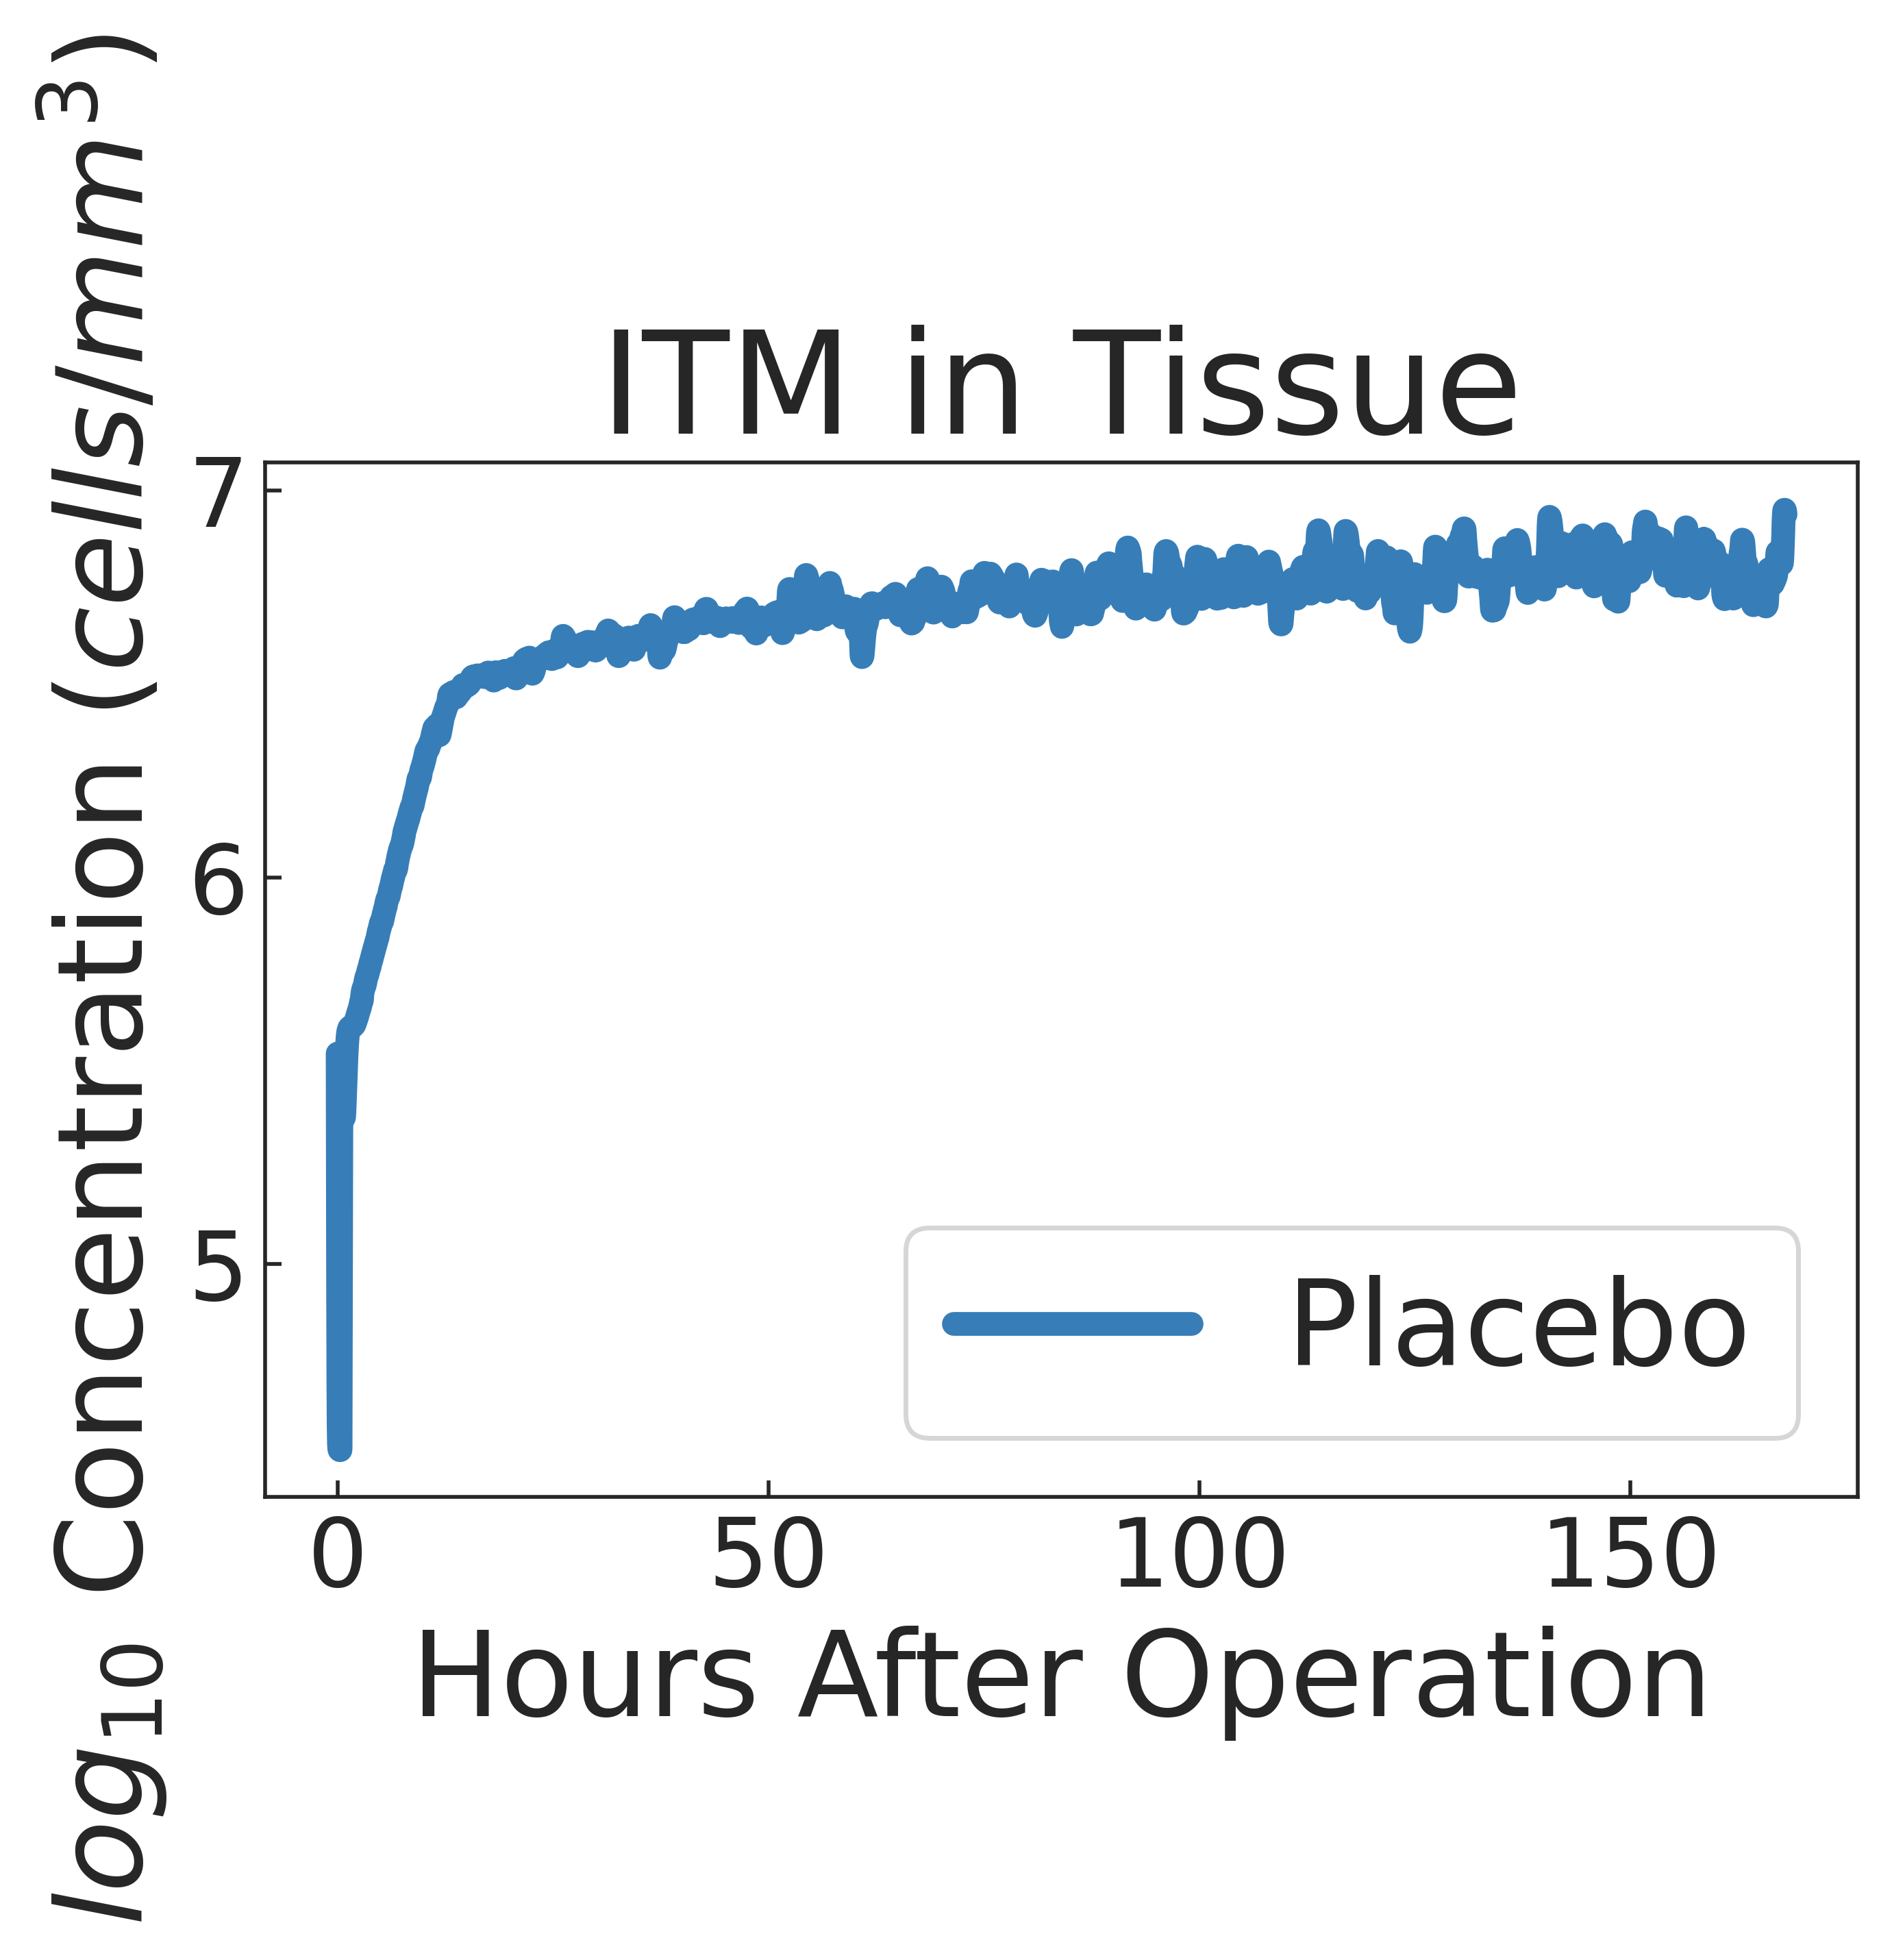 ITM in Tissue
log₁₀ Concentration (cells/mm³)
7
6
5
Placebo
0 50 100 150
Hours After Operation